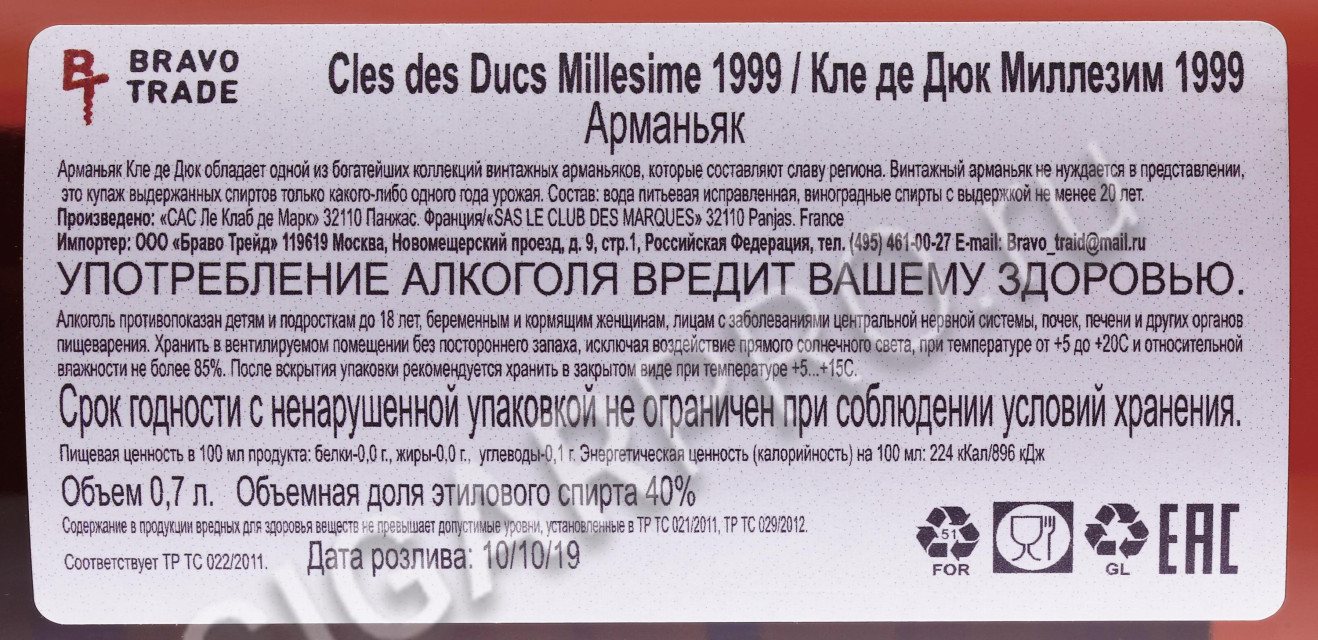 BRAVO
TRADE
Cles des Ducs Millesime 1999 / Кле де Дюк Миллезим 1999
Арманьяк
Арманьяк Кле де Дюк обладает одной из богатейших коллекций винтажных арманьяков, которые составляют славу региона. Винтажный арманьяк не нуждается в представлении,
это купаж выдержанных спиртов только какого-либо одного года урожая. Состав: вода питьевая исправленная, виноградные спирты с выдержкой не менее 20 лет.
Произведено: «САС Ле Клаб де Марк» 32110 Панжас. Франция/«SAS LE CLUB DES MARQUES» 32110 Panjas. France
Импортер: ООО «Браво Трейд» 119619 Москва, Новомещерский проезд, д. 9, стр.1, Российская Федерация, тел. (495) 461-00-27 E-mail: Bravo_traid@mail.ru
УПОТРЕБЛЕНИЕ АЛКОГОЛЯ ВРЕДИТ ВАШЕМУ ЗДОРОВЬЮ.
Алкоголь противопоказан детям и подросткам до 18 лет, беременным и кормящим женщинам, лицам с заболеваниями центральной нервной системы, почек, печени и других органов
пищеварения. Хранить в вентилируемом помещении без постороннего запаха, исключая воздействие прямого солнечного света, при температуре от +5 до +20С и относительной
влажности не более 85%. После вскрытия упаковки рекомендуется хранить в закрытом виде при температуре +5...+15С.
Срок годности с ненарушенной упаковкой не ограничен при соблюдении условий хранения.
Пищевая ценность в 100 мл продукта: белки-0,0 г., жиры-0,0 г., углеводы-0,1 г. Энергетическая ценность (калорийность) на 100 мл: 224 кКал/896 кДж
Объем 0,7 л. Объемная доля этилового спирта 40%
Содержание в продукции вредных для здоровья веществ не превышает допустимые уровни, установленные в ТР ТС 021/2011, ТР ТС 029/2012.
Соответствует ТР ТС 022/2011. Дата розлива: 10/10/19
51
FOR
GL
EAC
CIGARPRO.ru